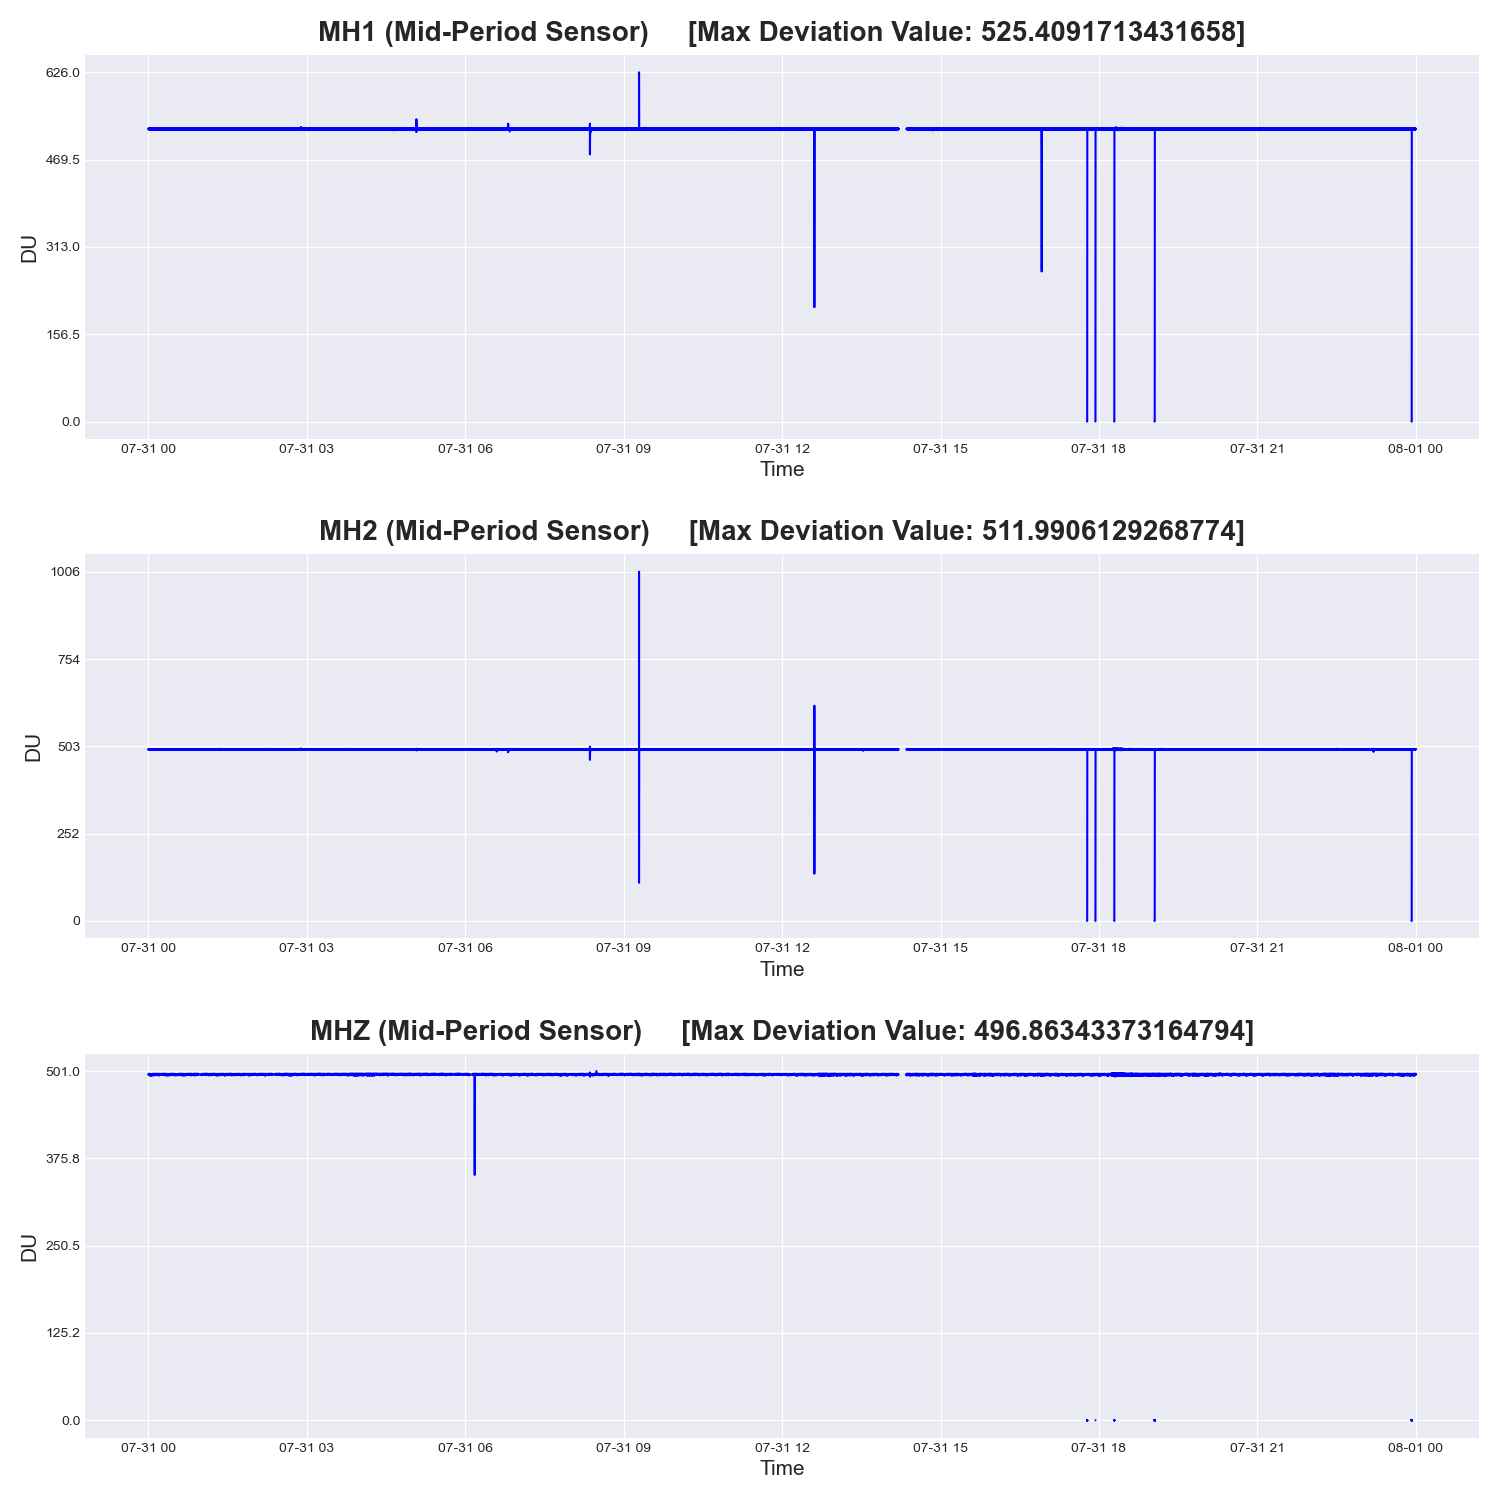 MH1 (Mid-Period Sensor) [Max Deviation Value: 525.4091713431658]
626.0
469.5
313.0
156.5
0.0
DU
07-31 00 07-31 03 07-31 06 07-31 09 07-31 12 07-31 15 07-31 18 07-31 21 08-01 00
Time
MH2 (Mid-Period Sensor) [Max Deviation Value: 511.9906129268774]
1006
754
503
252
0
DU
07-31 00 07-31 03 07-31 06 07-31 09 07-31 12 07-31 15 07-31 18 07-31 21 08-01 00
Time
MHZ (Mid-Period Sensor) [Max Deviation Value: 496.86343373164794]
501.0
375.8
250.5
125.2
0.0
DU
07-31 00 07-31 03 07-31 06 07-31 09 07-31 12 07-31 15 07-31 18 07-31 21 08-01 00
Time